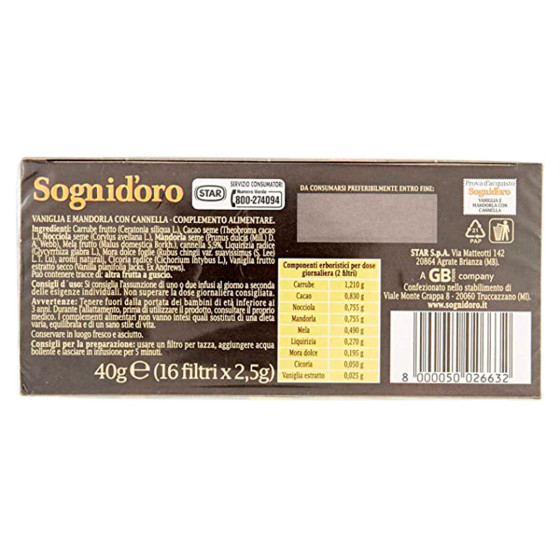 Sognid'oro
STAR
SERVIZIO CONSUMATORI
Numero Verde
800-274094
VANIGLIA E MANDORLA CON CANNELLA - COMPLEMENTO ALIMENTARE.
Ingredienti: Carrube frutto (Ceratonia siliqua L.), Cacao seme (Theobroma cacao
L.), Nocciola seme (Corylus avellana L.), Mandorla seme (Prunus dulcis (Mill.) D.
A. Webb), Mela frutto (Malus domestica Borkh.), cannella 5,9%, Liquirizia radice
(Glycyrrhiza glabra L.), Mora dolce foglie (Rubus chingii var. suavissimus (S. Lee)
L.T. Lu), aromi naturali, Cicoria radice (Cichorium intybus L.), Vaniglia frutto
estratto secco (Vanilla planifolia Jacks. Ex Andrews).
Può contenere tracce di: altra frutta a guscio.
Consigli d'uso: Si consiglia l'assunzione di uno o due infusi al giorno a seconda
delle esigenze individuali. Non superare la dose giornaliera consigliata.
Avvertenze: Tenere fuori dalla portata dei bambini di età inferiore ai
3 anni. Durante l'allattamento, prima di utilizzare il prodotto, consultare il proprio
medico. I complementi alimentari non vanno intesi quali sostituti di una dieta
varia, equilibrata e di un sano stile di vita.
Conservare in luogo fresco e asciutto.
Consigli per la preparazione: usare un filtro per tazza, aggiungere acqua
bollente e lasciare in infusione per 5 minuti.
40g e (16 filtri x 2,5g)
DA CONSUMARSI PREFERIBILMENTE ENTRO FINE:
Componenti erboristici per dose
giornaliera (2 filtri)
Carrube 1,210 g
Cacao 0,830 g
Nocciola 0,755 g
Mandorla 0,755 g
Mela 0,490 g
Liquirizia 0,270 g
Mora dolce 0,195 g
Cicoria 0,050 g
Vaniglia estratto 0,025 g
Prova d'acquisto
Sognid'oro
VANIGLIA E
MANDORLA CON
CANNELLA
21
PAP
STAR S.p.A. Via Matteotti 142
20864 Agrate Brianza (MB).
A GB company
Confezionato nello stabilimento di
Viale Monte Grappa 8 - 20060 Truccazzano (MI).
www.sognidoro.it
8 000050 026632